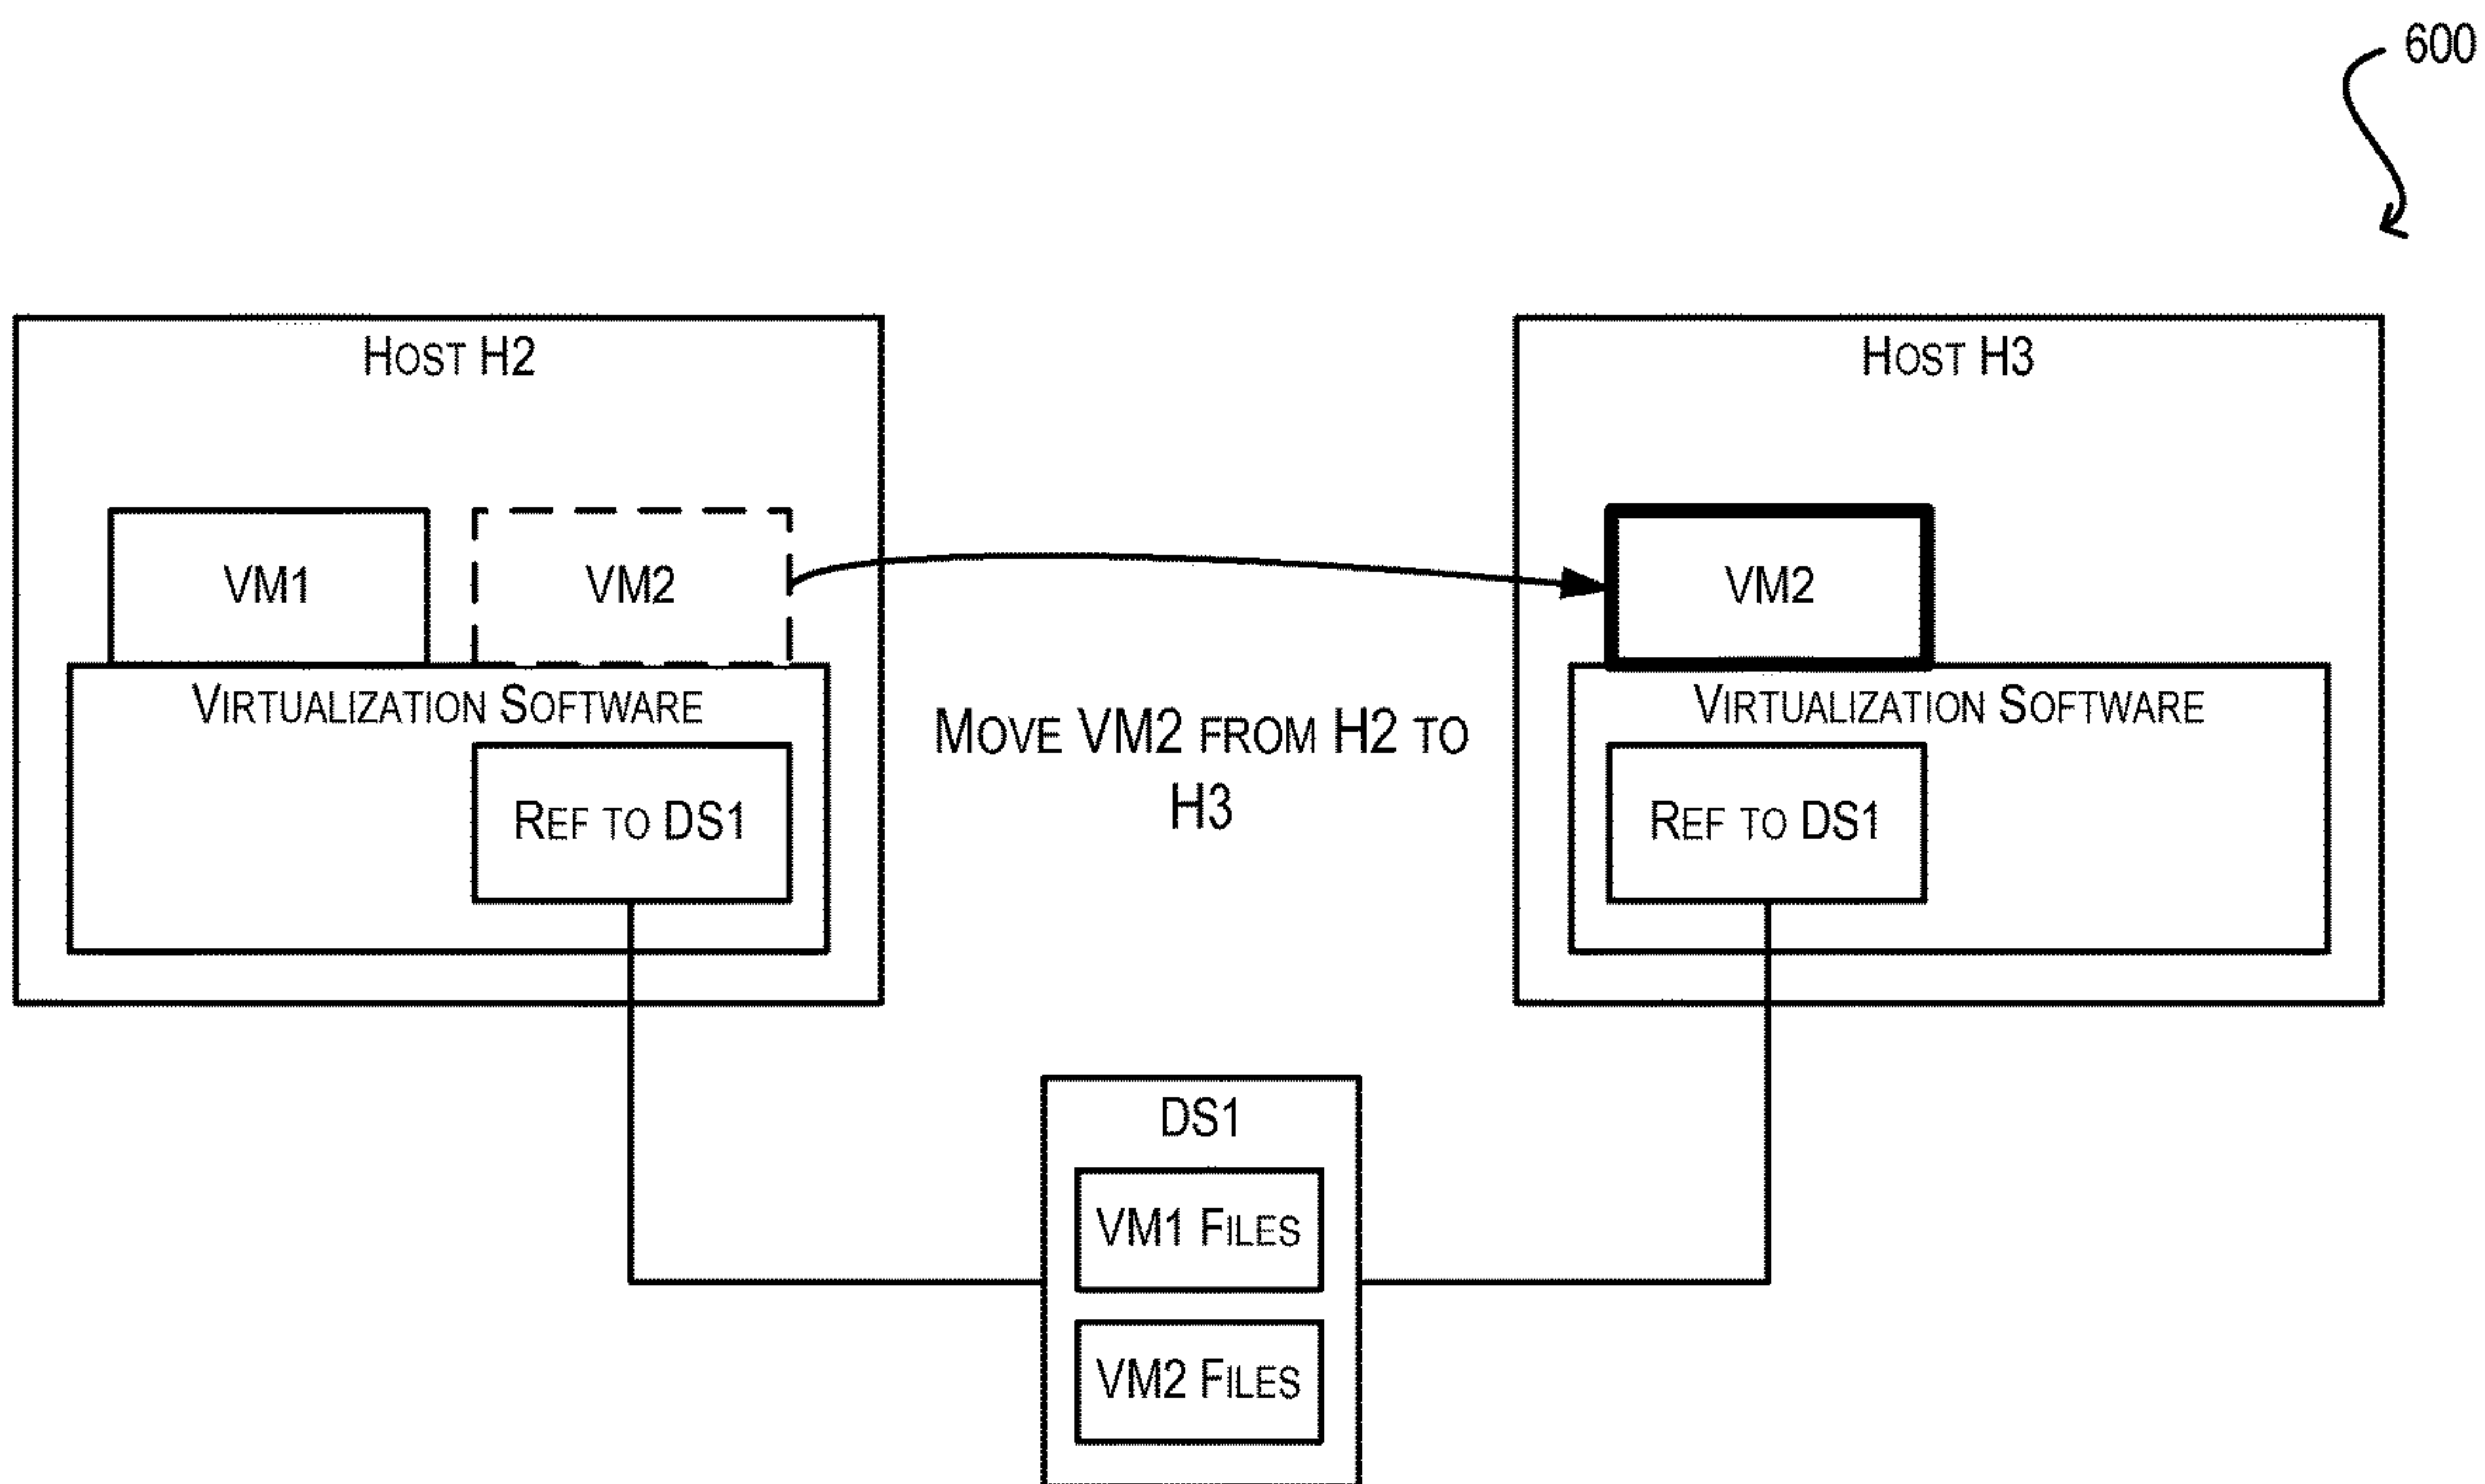 600
HOST H2
HOST H3
VM1
VM2
VM2
VIRTUALIZATION SOFTWARE
VIRTUALIZATION SOFTWARE
MOVE VM2 FROM H2 TO
H3
REF TO DS1
REF TO DS1
DS1
VM1 FILES
VM2 FILES